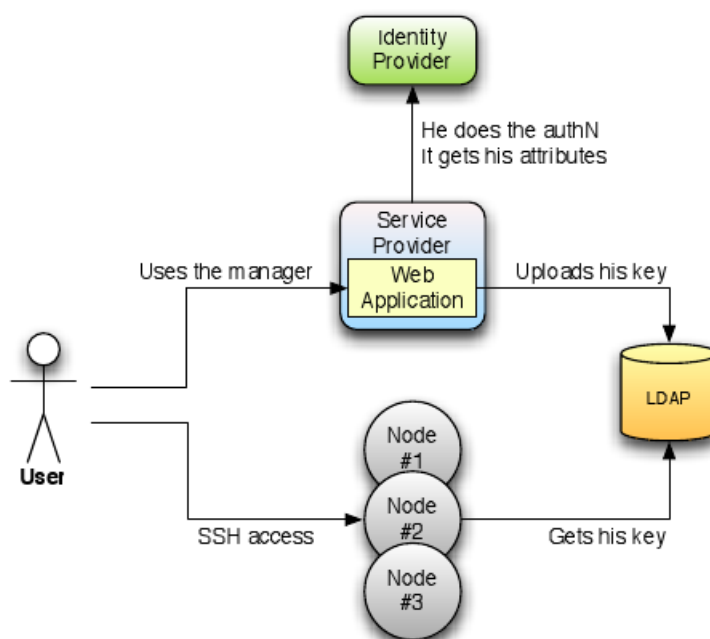 Identity
Provider
He does the authN
It gets his attributes
Service
Provider
Web
Application
Uses the manager
Uploads his key
LDAP
User
Node
#1
Node
#2
Node
#3
SSH access
Gets his key